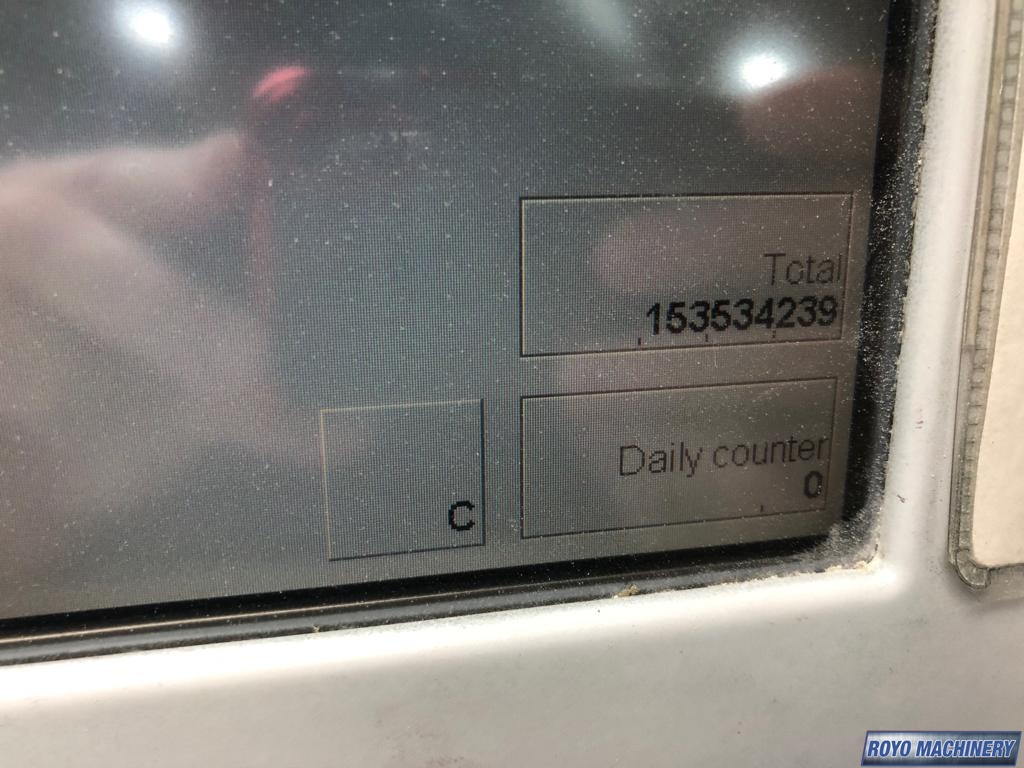 Total
153534239
Daily counter
0
C
ROYO MACHINERY